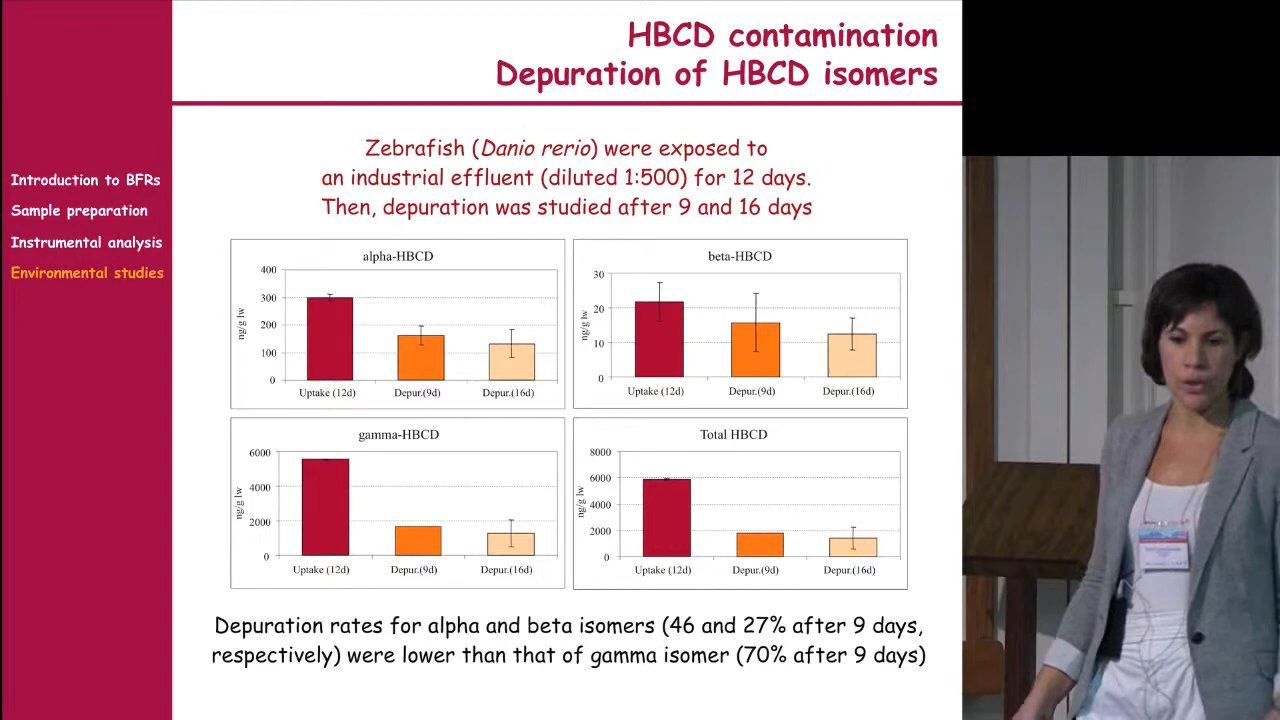 HBCD contamination
Depuration of HBCD isomers
Introduction to BFRs
Sample preparation
Instrumental analysis
Environmental studies
Zebrafish (Danio rerio) were exposed to
an industrial effluent (diluted 1:500) for 12 days.
Then, depuration was studied after 9 and 16 days
alpha-HBCD
400
300
200
100
0
ng/g lw
Uptake (12d) Depur.(9d) Depur.(16d)
beta-HBCD
30
20
10
0
ng/g lw
Uptake (12d) Depur.(9d) Depur.(16d)
gamma-HBCD
6000
4000
2000
0
ng/g lw
Uptake (12d) Depur.(9d) Depur.(16d)
Total HBCD
8000
6000
4000
2000
0
ng/g lw
Uptake (12d) Depur.(9d) Depur.(16d)
Depuration rates for alpha and beta isomers (46 and 27% after 9 days,
respectively) were lower than that of gamma isomer (70% after 9 days)